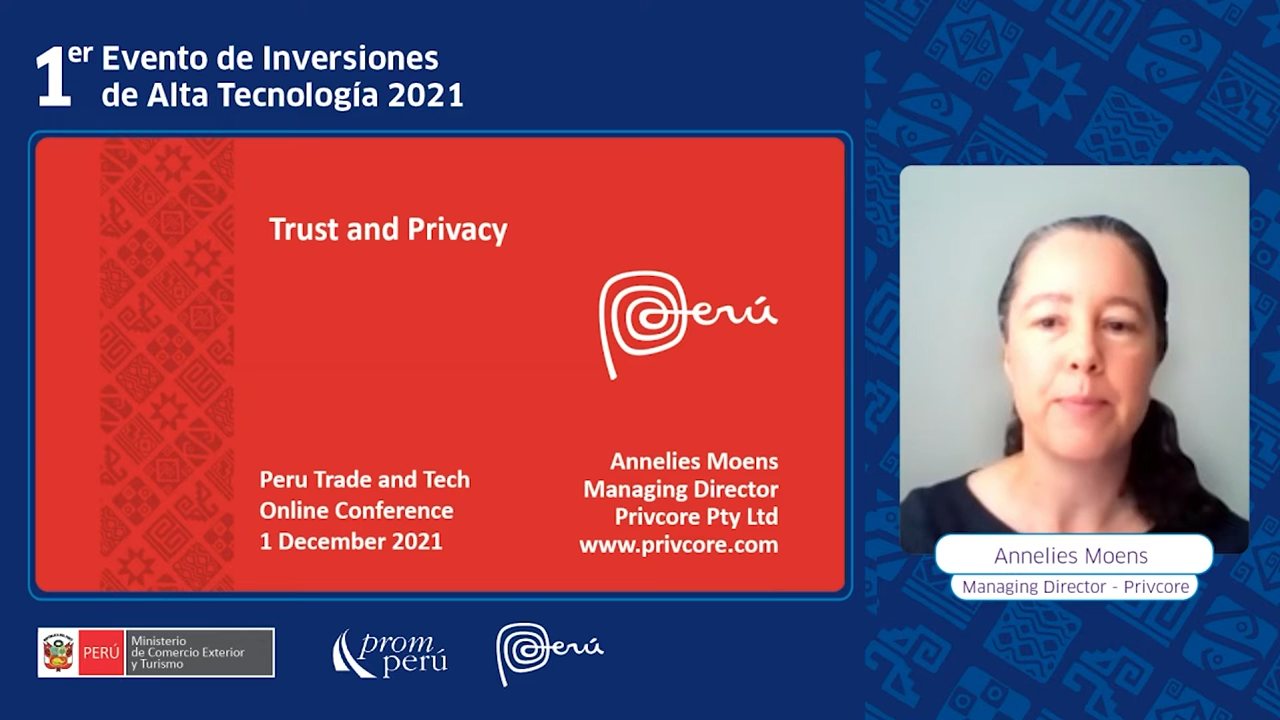 1er Evento de Inversiones
de Alta Tecnología 2021
Trust and Privacy
Perú
Peru Trade and Tech
Online Conference
1 December 2021
Annelies Moens
Managing Director
Privcore Pty Ltd
www.privcore.com
Annelies Moens
Managing Director - Privcore
PERÚ
Ministerio
de Comercio Exterior
y Turismo
prom
perú
Perú